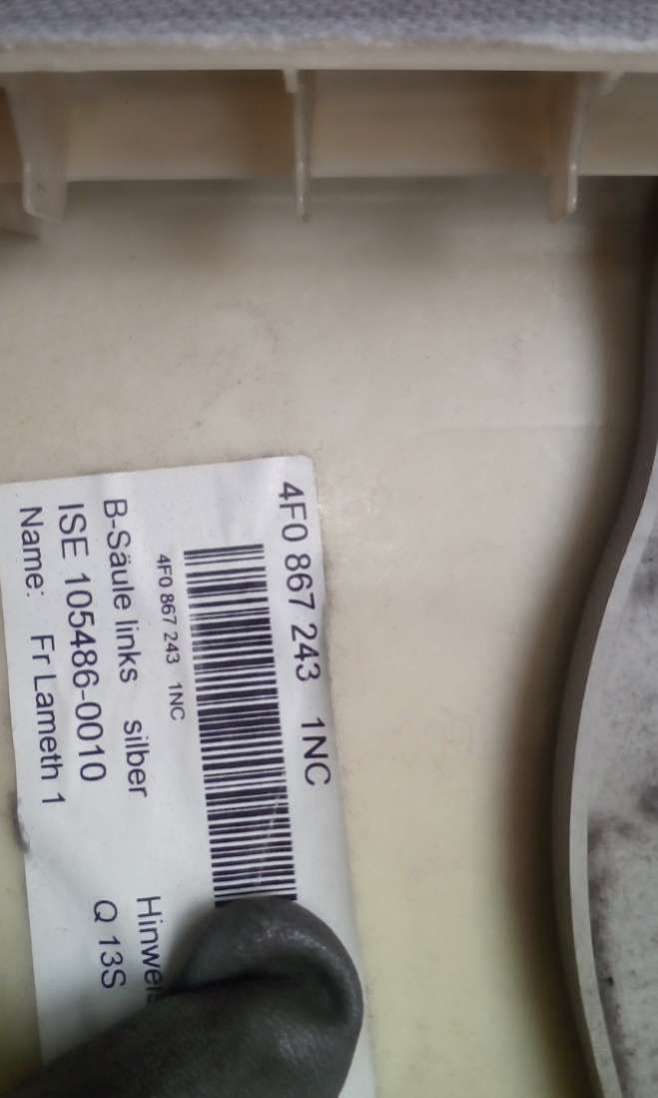 4F0 867 243 1NC
4F0 867 243 1NC
B-Säule links silber Hinweis
ISE 105486-0010 Q 13S
Name: Fr Lameth 1